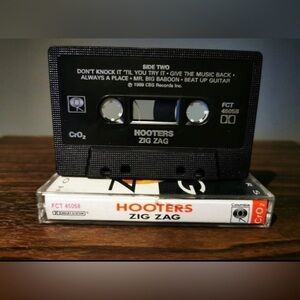 SIDE TWO
DON'T KNOCK IT 'TIL YOU TRY IT • GIVE THE MUSIC BACK •
ALWAYS A PLACE • MR. BIG BABOON • BEAT UP GUITAR
℗ 1989 CBS Records Inc.
FCT
45058
CrO2
HOOTERS
ZIG ZAG
FCT 45058
HOOTERS
ZIG ZAG
CrO2